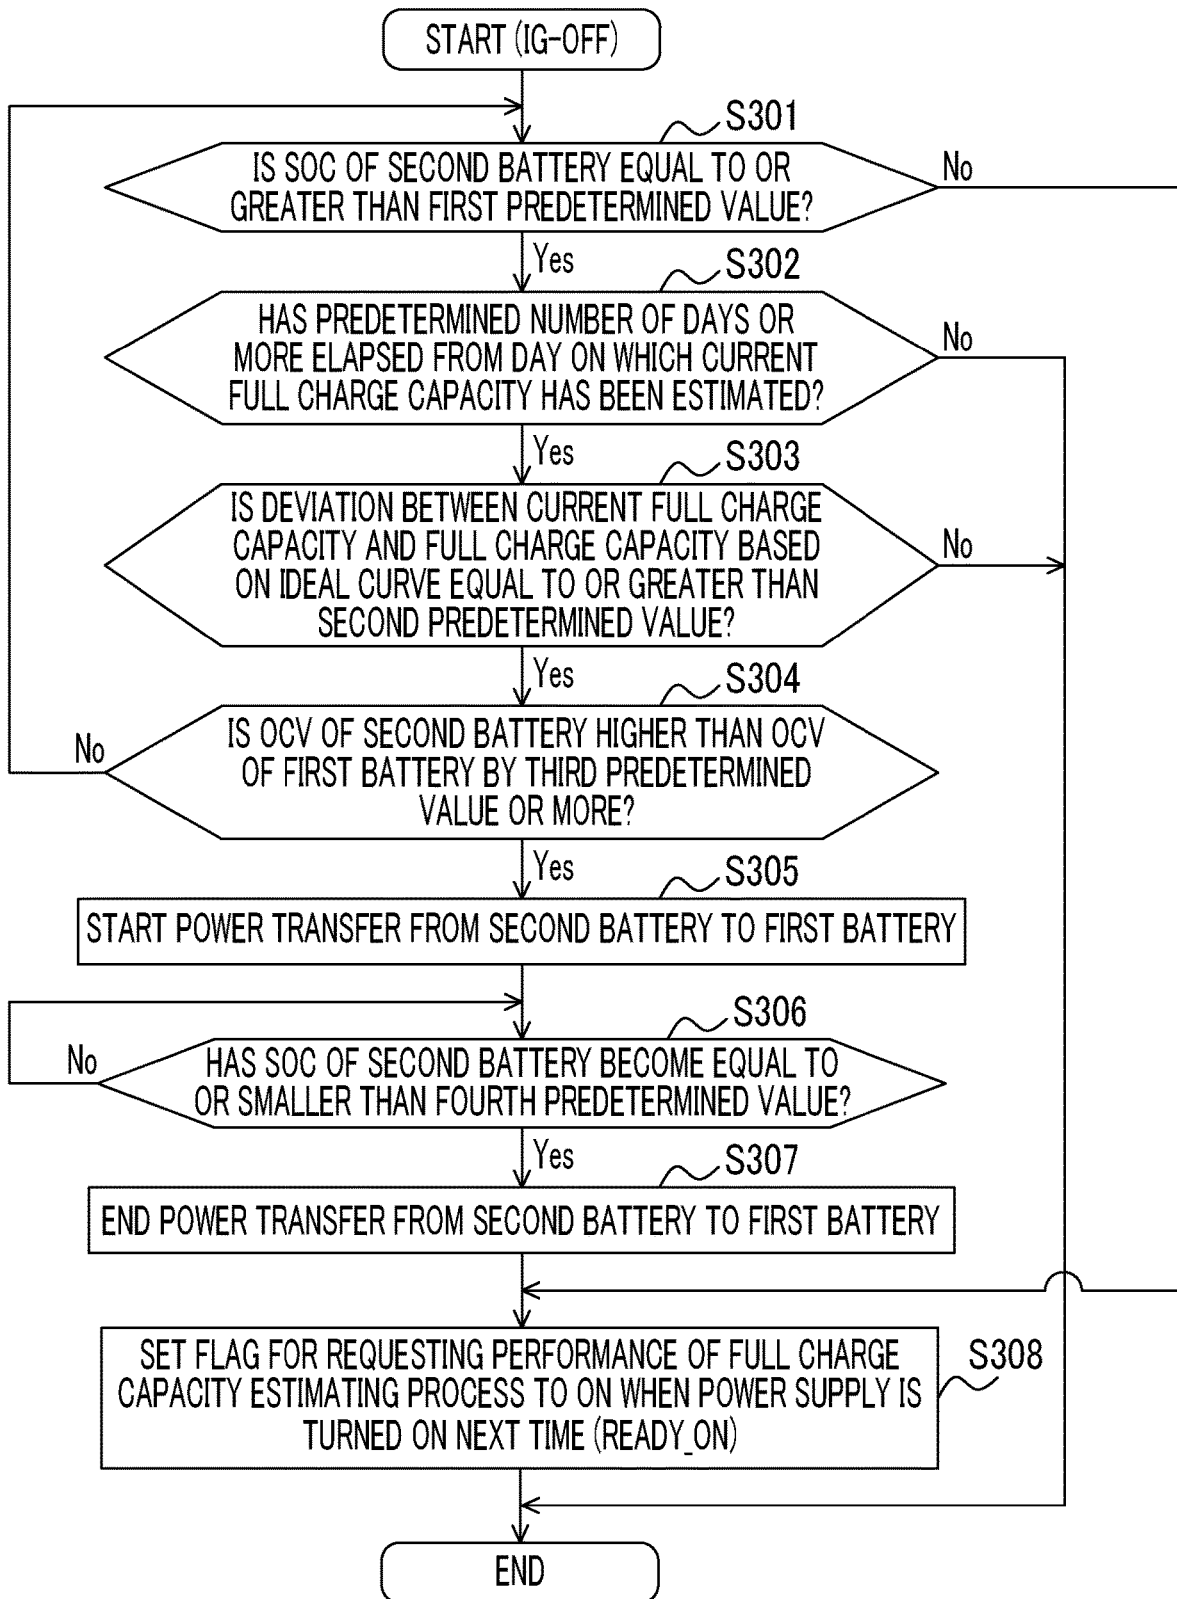 START (IG-OFF)
S301
IS SOC OF SECOND BATTERY EQUAL TO OR
GREATER THAN FIRST PREDETERMINED VALUE?
No
Yes
S302
HAS PREDETERMINED NUMBER OF DAYS OR
MORE ELAPSED FROM DAY ON WHICH CURRENT
FULL CHARGE CAPACITY HAS BEEN ESTIMATED?
No
Yes
S303
IS DEVIATION BETWEEN CURRENT FULL CHARGE
CAPACITY AND FULL CHARGE CAPACITY BASED
ON IDEAL CURVE EQUAL TO OR GREATER THAN
SECOND PREDETERMINED VALUE?
No
Yes
S304
IS OCV OF SECOND BATTERY HIGHER THAN OCV
OF FIRST BATTERY BY THIRD PREDETERMINED
VALUE OR MORE?
No
Yes
S305
START POWER TRANSFER FROM SECOND BATTERY TO FIRST BATTERY
S306
HAS SOC OF SECOND BATTERY BECOME EQUAL TO
OR SMALLER THAN FOURTH PREDETERMINED VALUE?
No
Yes
S307
END POWER TRANSFER FROM SECOND BATTERY TO FIRST BATTERY
S308
SET FLAG FOR REQUESTING PERFORMANCE OF FULL CHARGE
CAPACITY ESTIMATING PROCESS TO ON WHEN POWER SUPPLY IS
TURNED ON NEXT TIME (READY_ON)
END